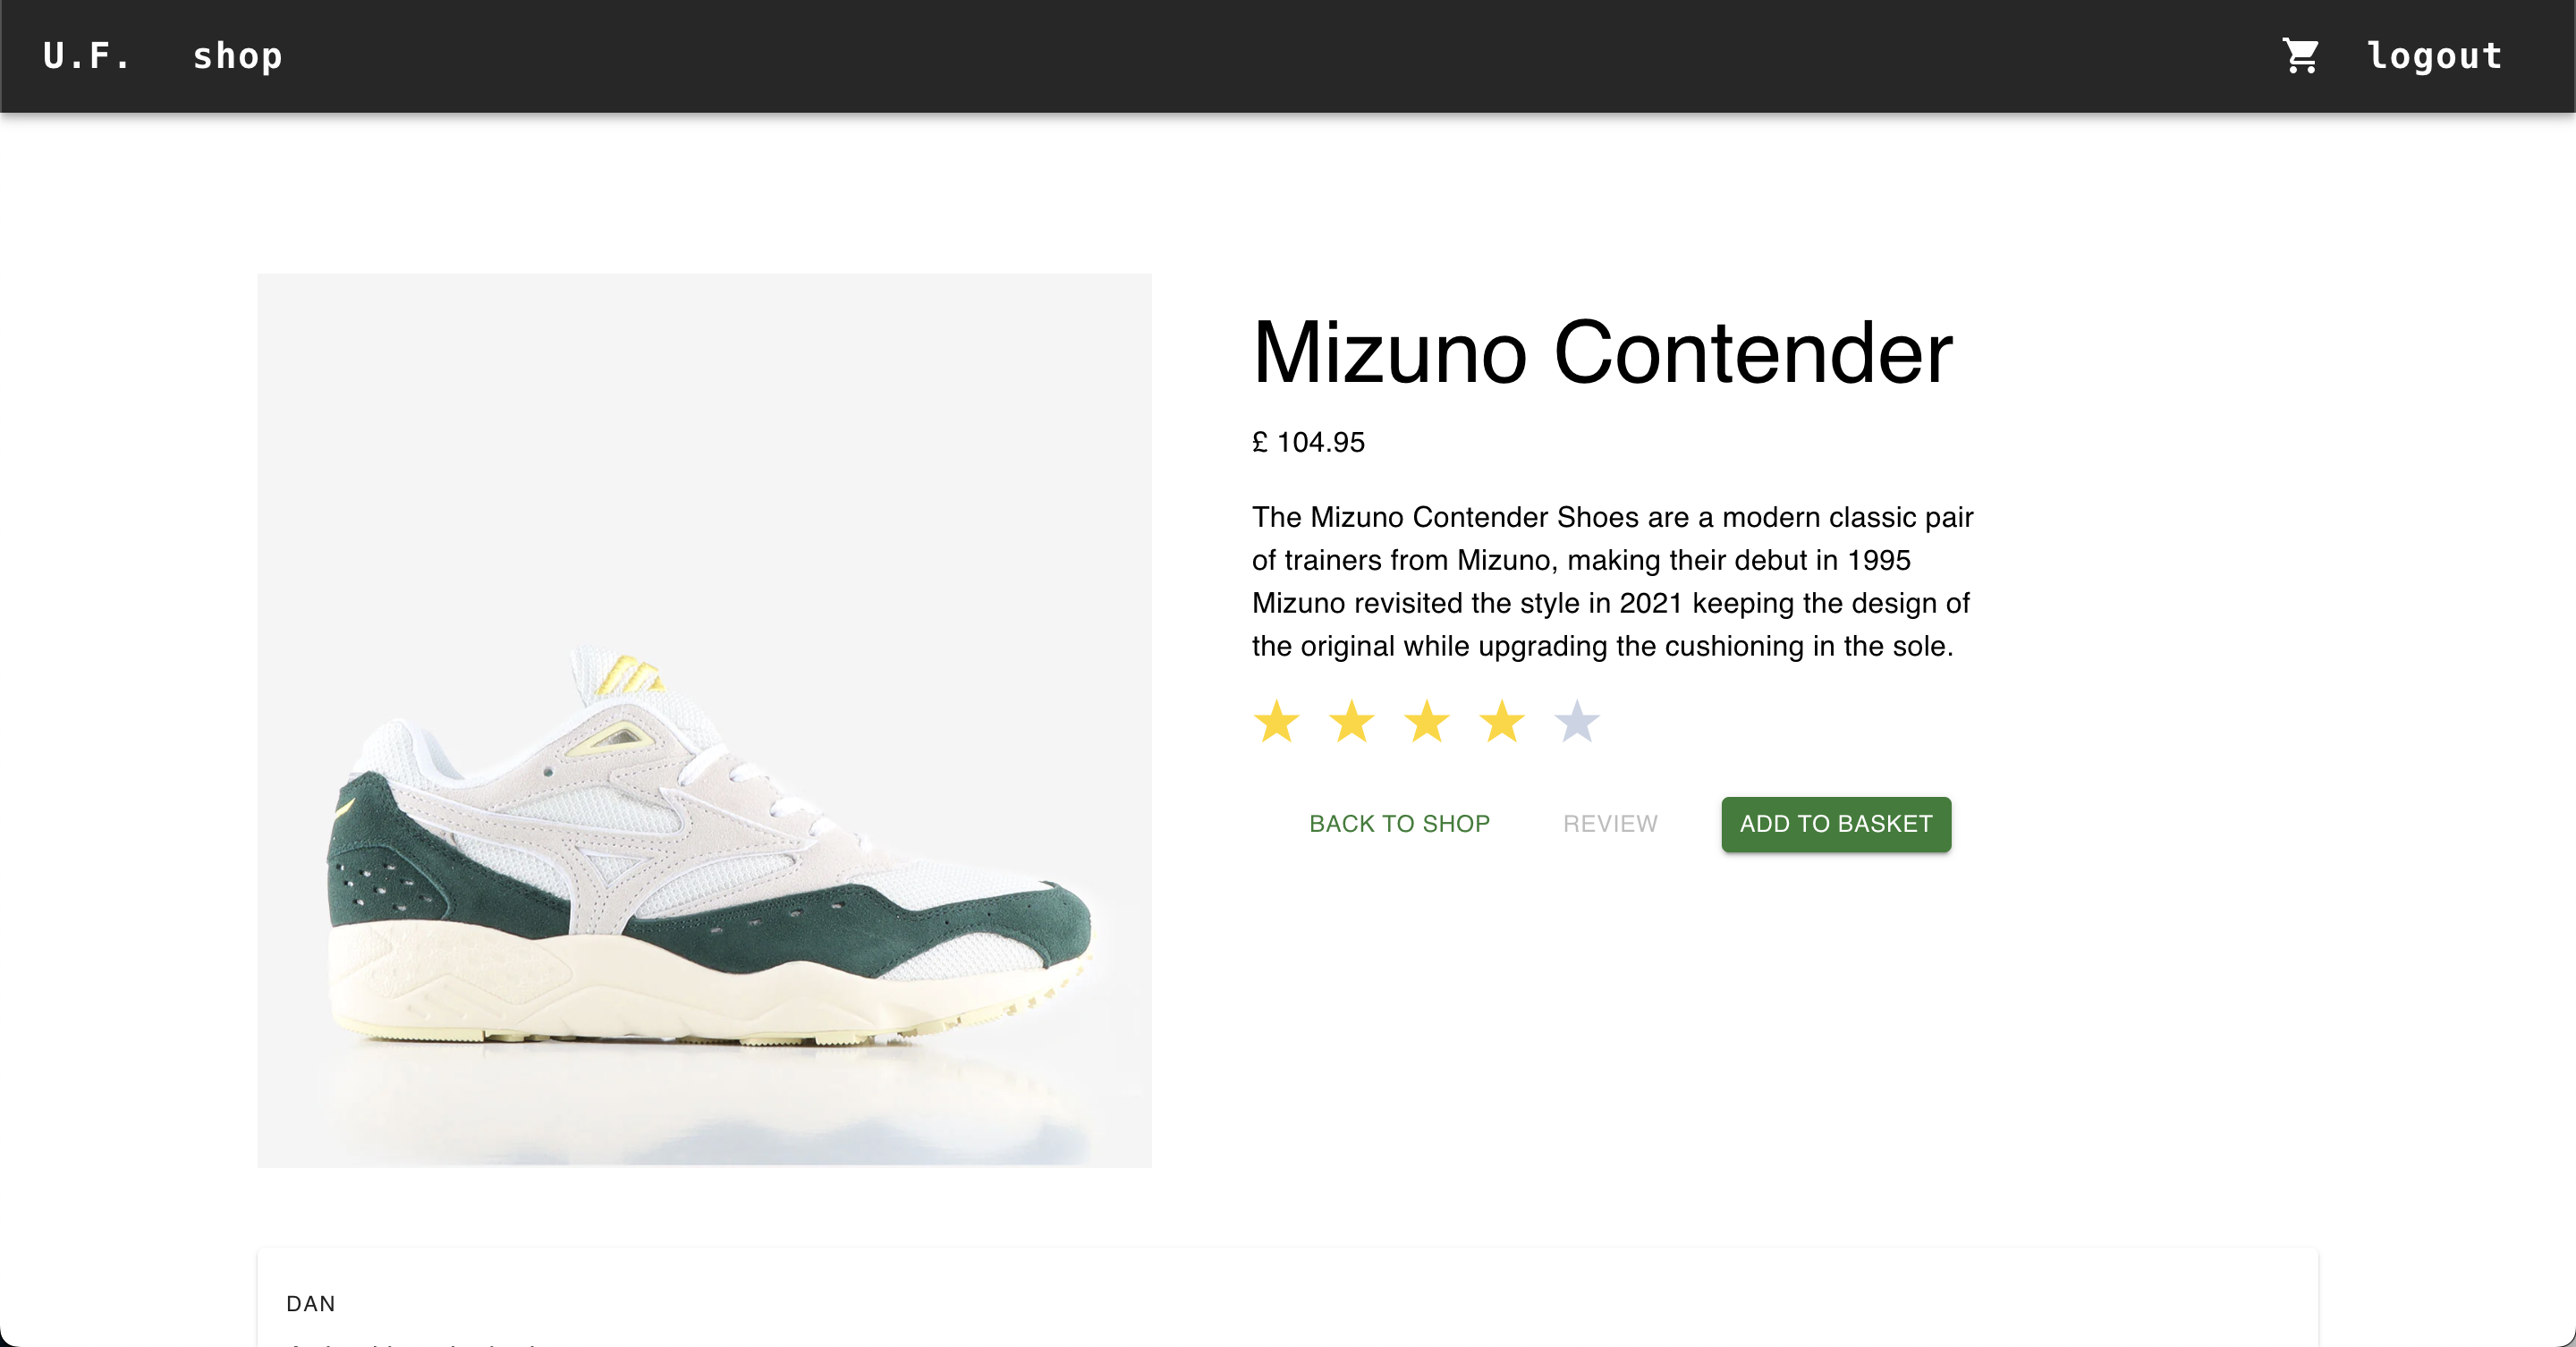 U.F. shop logout
Mizuno Contender
£ 104.95
The Mizuno Contender Shoes are a modern classic pair
of trainers from Mizuno, making their debut in 1995
Mizuno revisited the style in 2021 keeping the design of
the original while upgrading the cushioning in the sole.
BACK TO SHOP REVIEW ADD TO BASKET
DAN